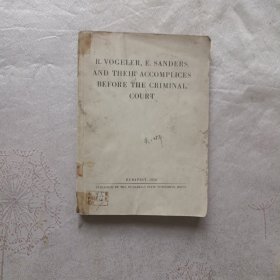 R. VOGELER, E. SANDERS
AND THEIR ACCOMPLICES
BEFORE THE CRIMINAL
COURT
BUDAPEST, 1950
PUBLISHED BY THE HUNGARIAN STATE PUBLISHING HOUSE